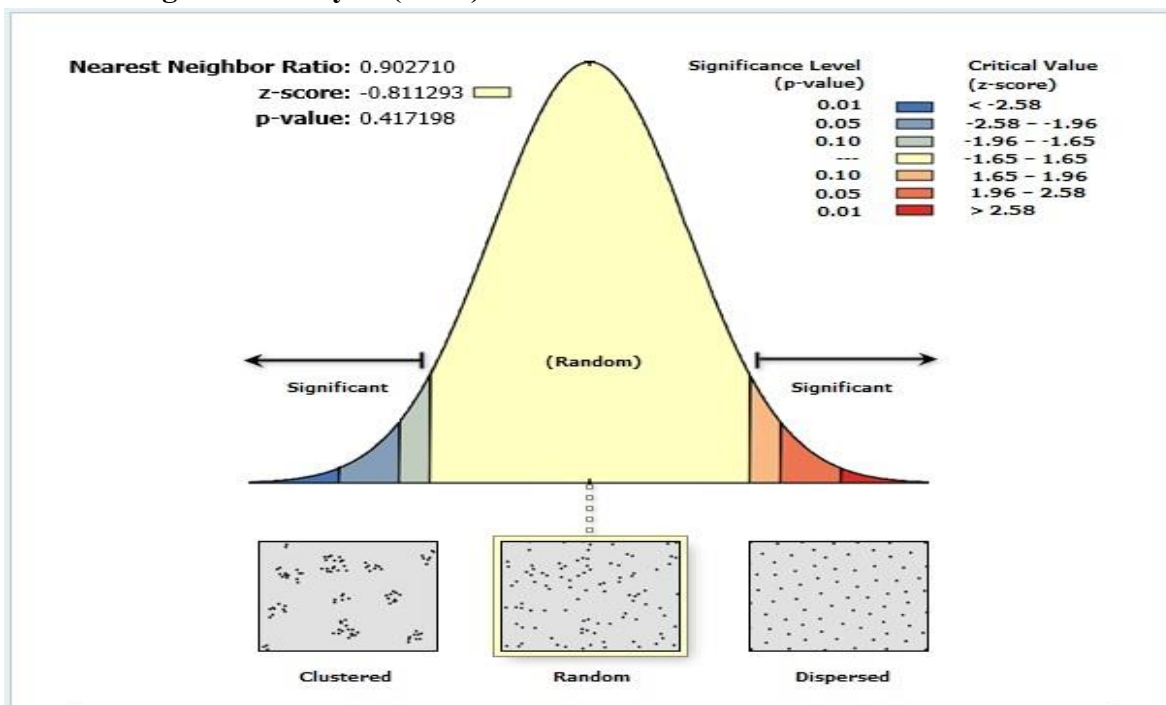 Nearest Neighbor Ratio: 0.902710
z-score: -0.811293
p-value: 0.417198
Significance Level
(p-value)
Critical Value
(z-score)
0.01 < -2.58
0.05 -2.58 – -1.96
0.10 -1.96 – -1.65
--- -1.65 – 1.65
0.10 1.65 – 1.96
0.05 1.96 – 2.58
0.01 > 2.58
(Random)
Significant
Significant
Clustered
Random
Dispersed